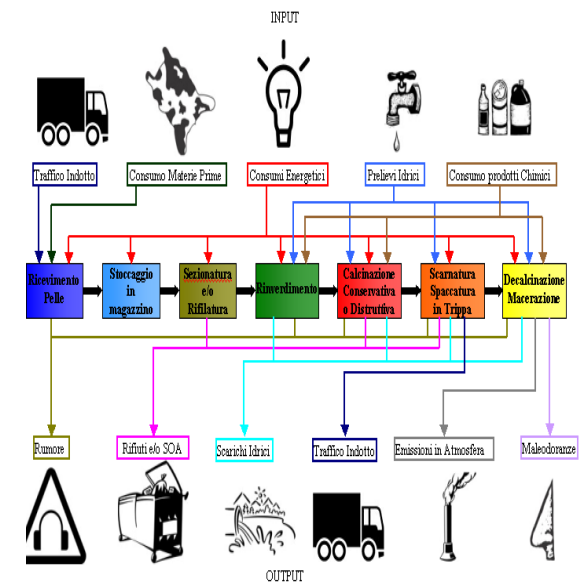 INPUT
Traffico Indotto
Consumo Materie Prime
Consumi Energetici
Prelievi Idrici
Consumo prodotti Chimici
Ricevimento
Pelle
Stoccaggio
in
magazzino
Sezionatura
e/o
Rifilatura
Rinverdimento
Calcinazione
Conservativa
o Distruttiva
Scarnatura
Spaccatura
in Trippa
Decalcinazione
Macerazione
Rumore
Rifiuti e/o SOA
Scarichi Idrici
Traffico Indotto
Emissioni in Atmosfera
Maleodoranze
OUTPUT